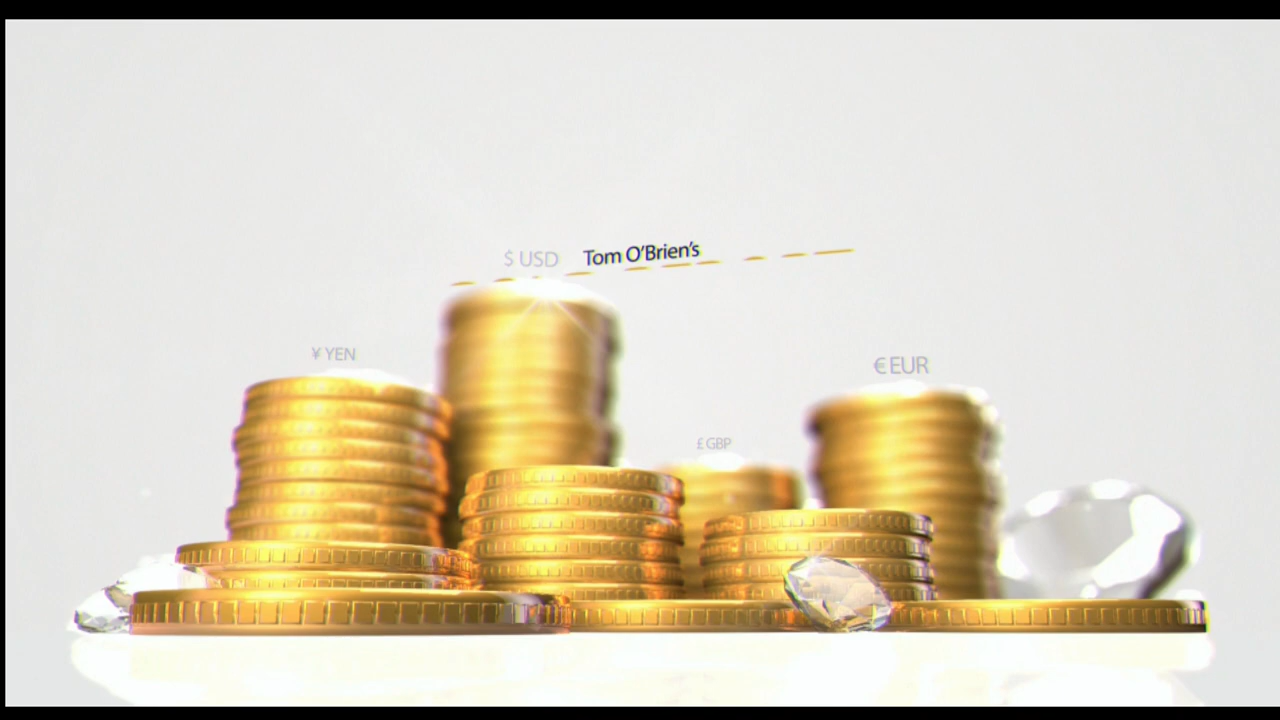 $ USD
Tom O'Brien's
¥ YEN
€ EUR
£ GBP